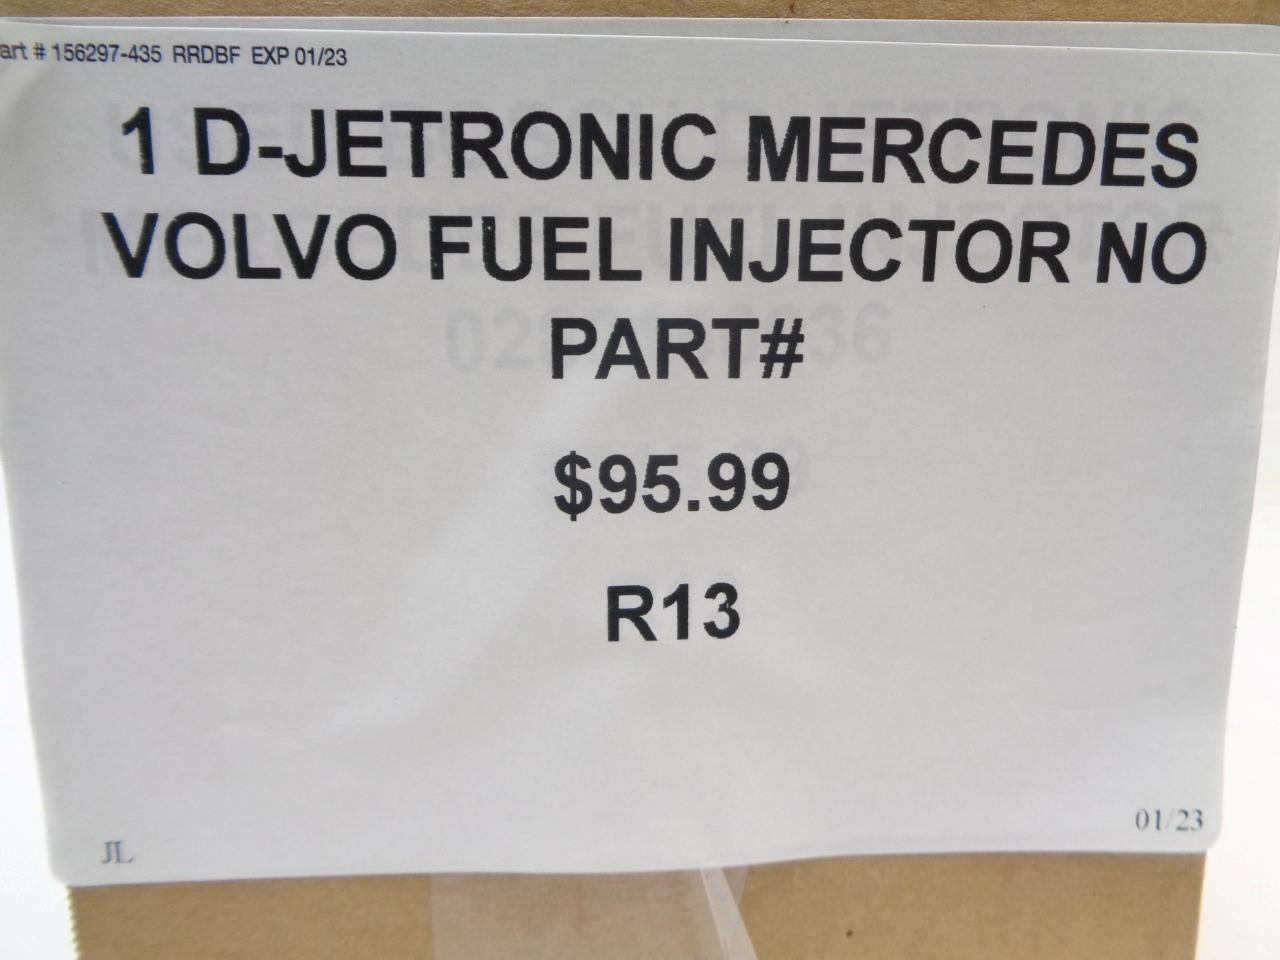 art # 156297-435 RRDBF EXP 01/23
1 D-JETRONIC MERCEDES
VOLVO FUEL INJECTOR NO
PART#
$95.99
R13
01/23
JL